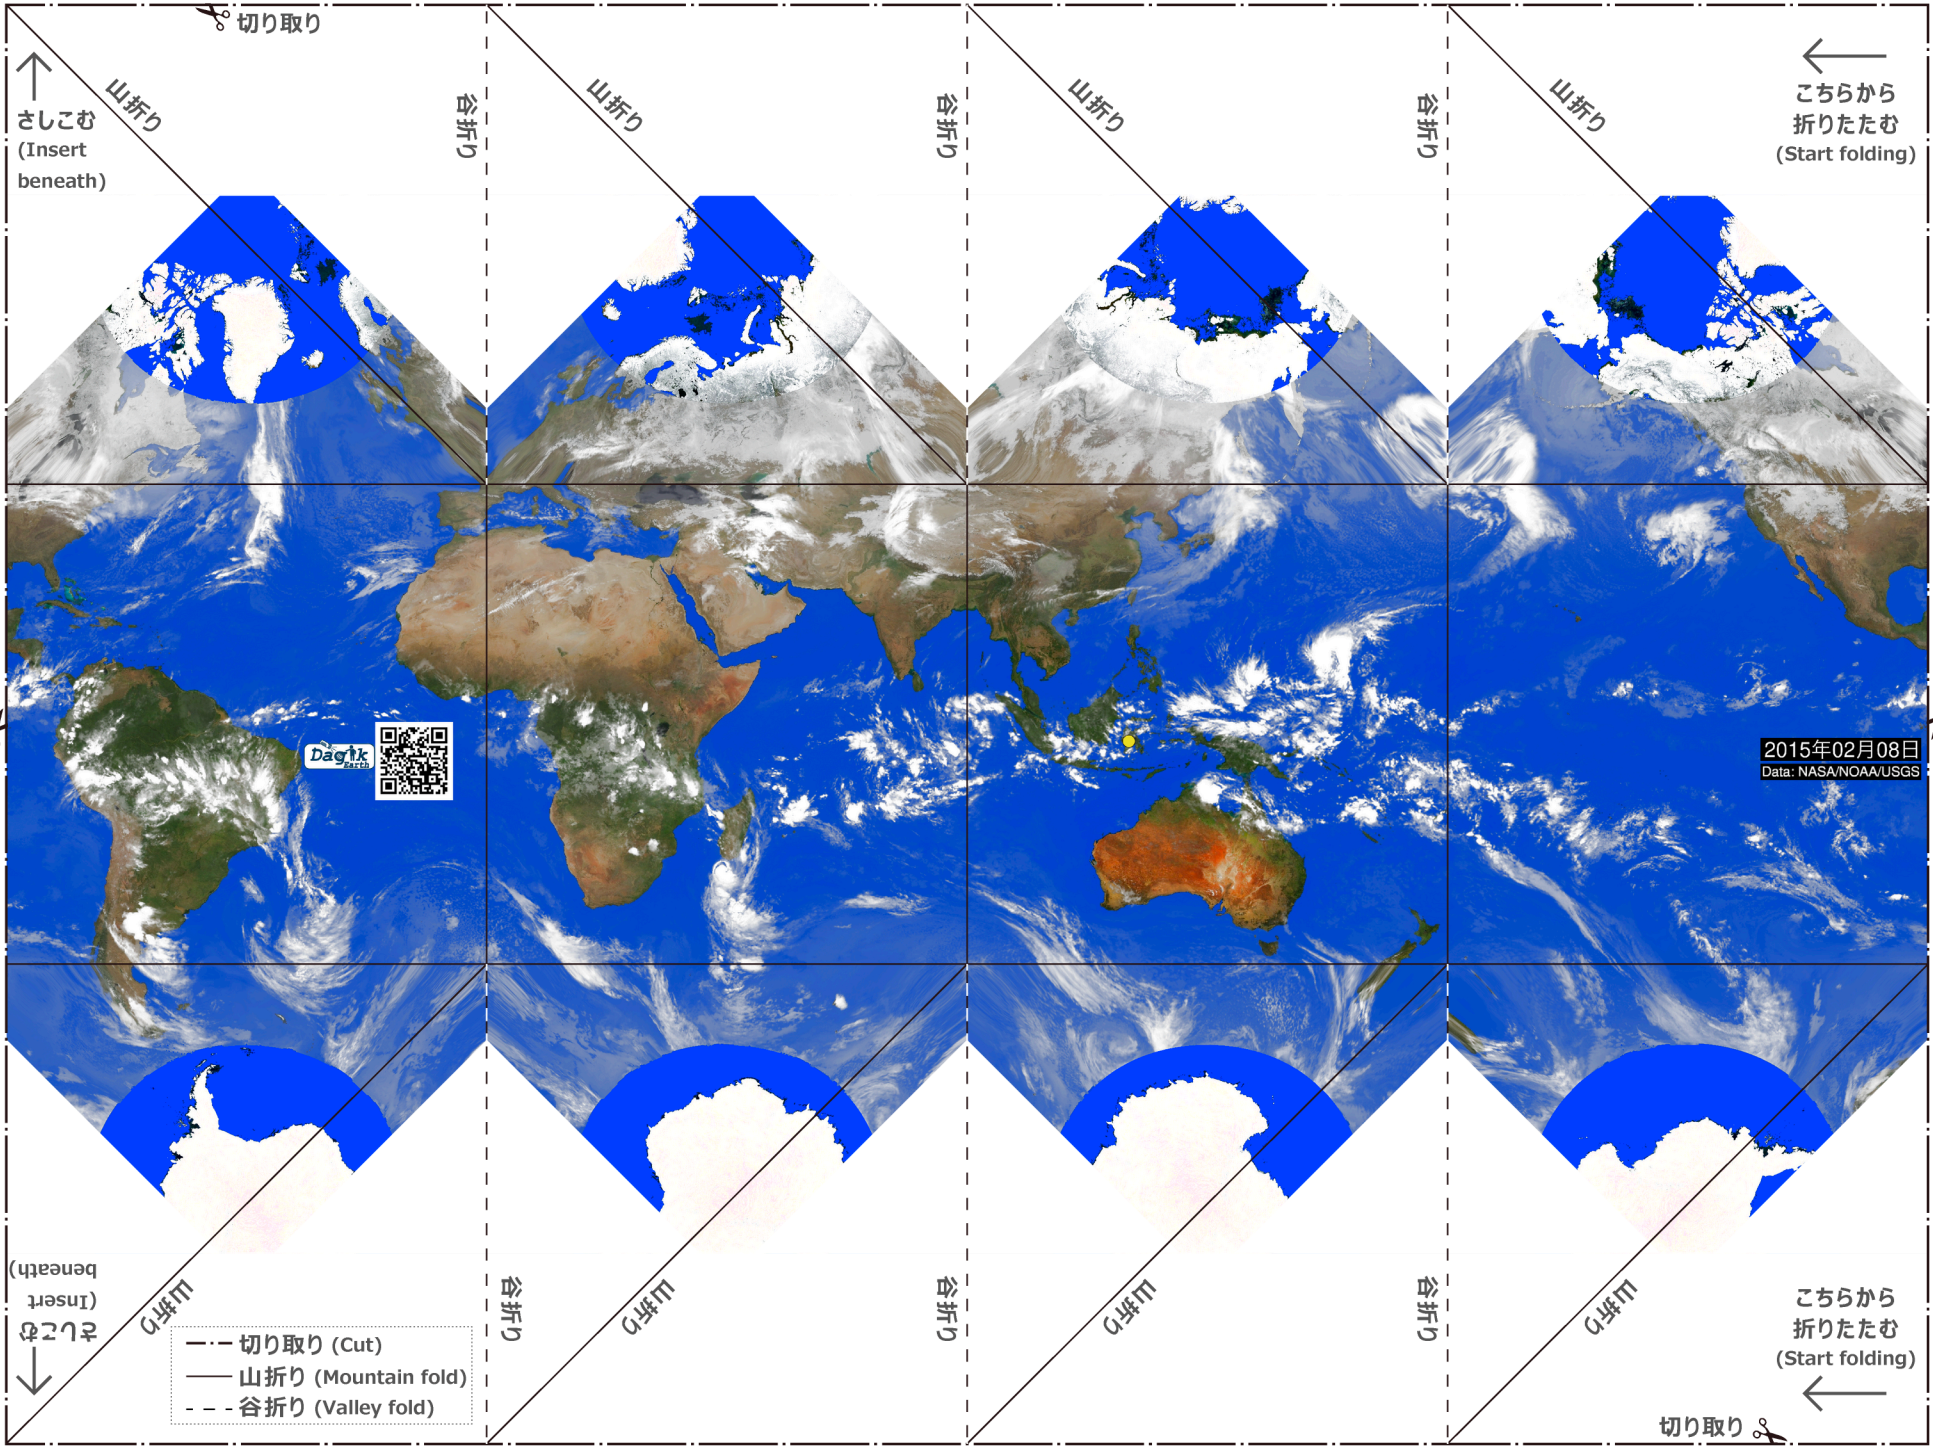 切り取り
山折り
谷折り
山折り
谷折り
山折り
谷折り
山折り
さしこむ
(Insert
beneath)
こちらから
折りたたむ
(Start folding)
Dagik
Earth
2015年02月08日
Data: NASA/NOAA/USGS
さしこむ
(Insert
beneath)
山折り
谷折り
山折り
谷折り
山折り
谷折り
山折り
切り取り (Cut)
山折り (Mountain fold)
谷折り (Valley fold)
こちらから
折りたたむ
(Start folding)
切り取り